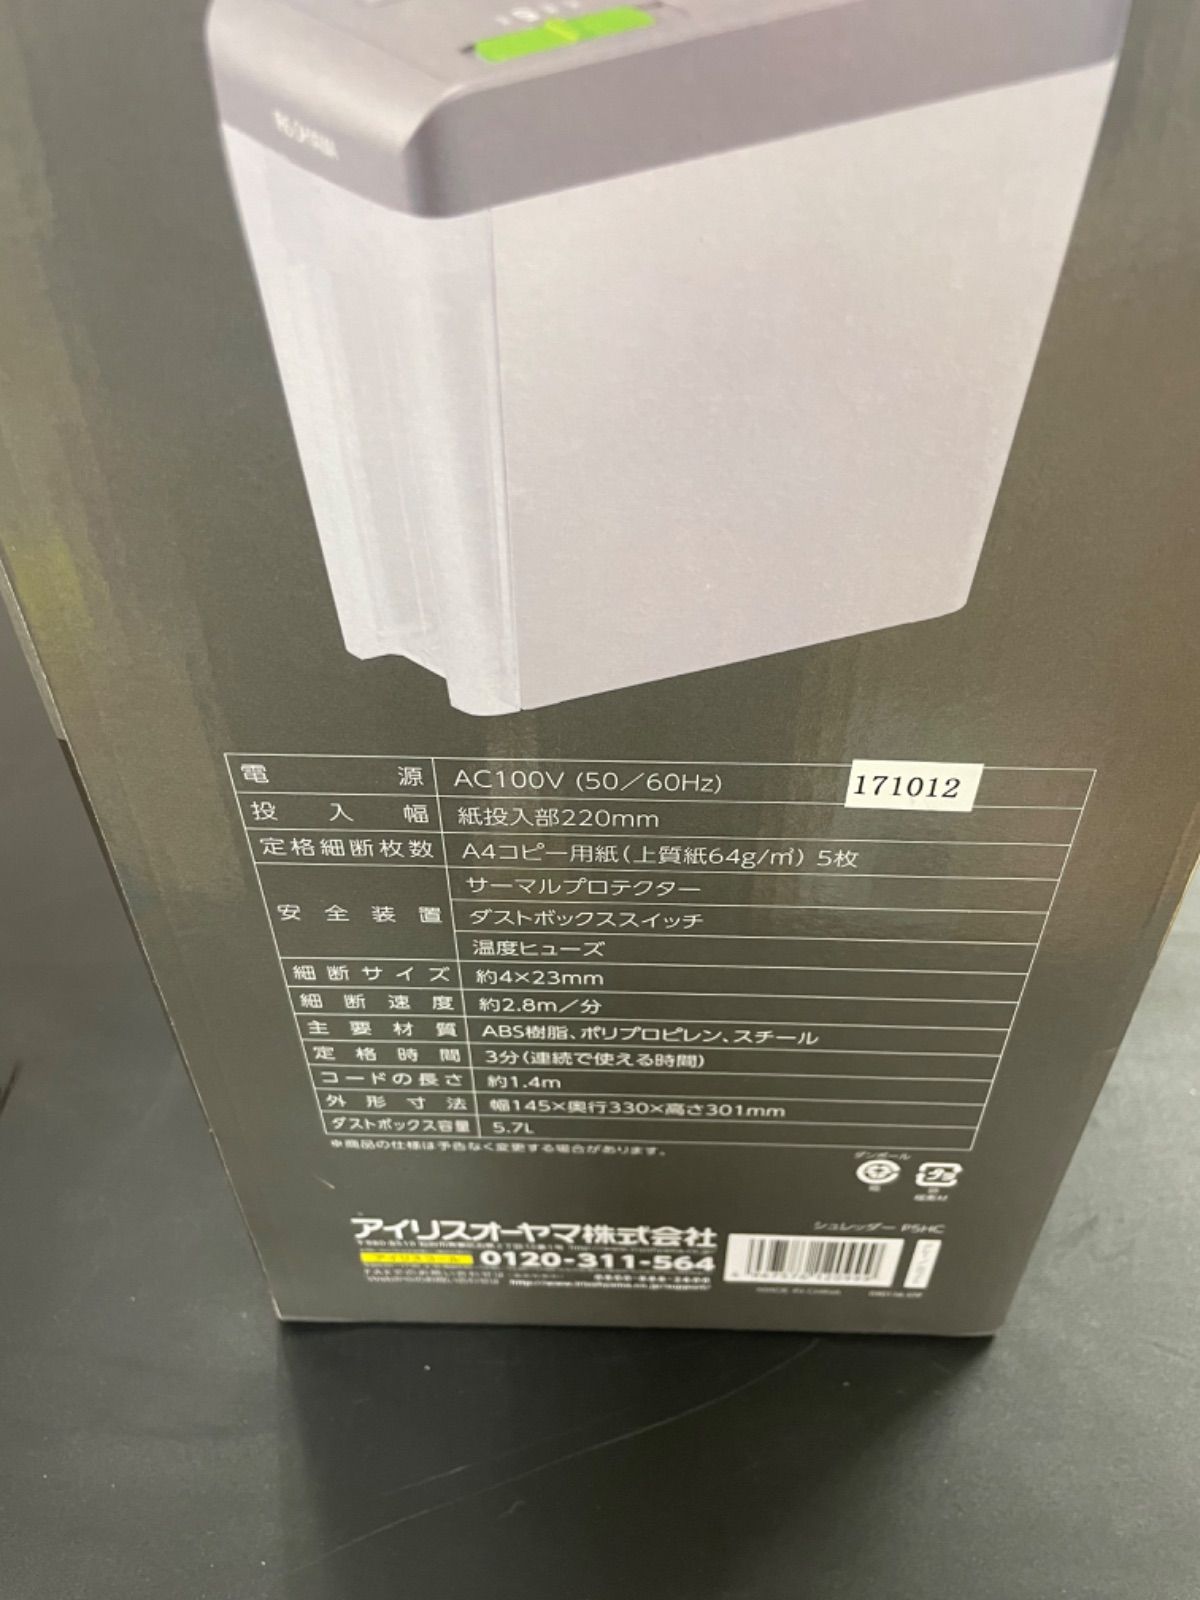 電源 AC100V (50／60Hz) 171012
投入幅 紙投入部220mm
定格細断枚数 A4コピー用紙(上質紙64g/㎡) 5枚
安全装置 サーマルプロテクター
ダストボックススイッチ
温度ヒューズ
細断サイズ 約4×23mm
細断速度 約2.8m／分
主要材質 ABS樹脂、ポリプロピレン、スチール
定格時間 3分(連続で使える時間)
コードの長さ 約1.4m
外形寸法 幅145×奥行330×高さ301mm
ダストボックス容量 5.7L
※商品の仕様は予告なく変更する場合があります。
ダンボール
シュレッダー P5HC
アイリスオーヤマ株式会社
アイリスコール 0120-311-564